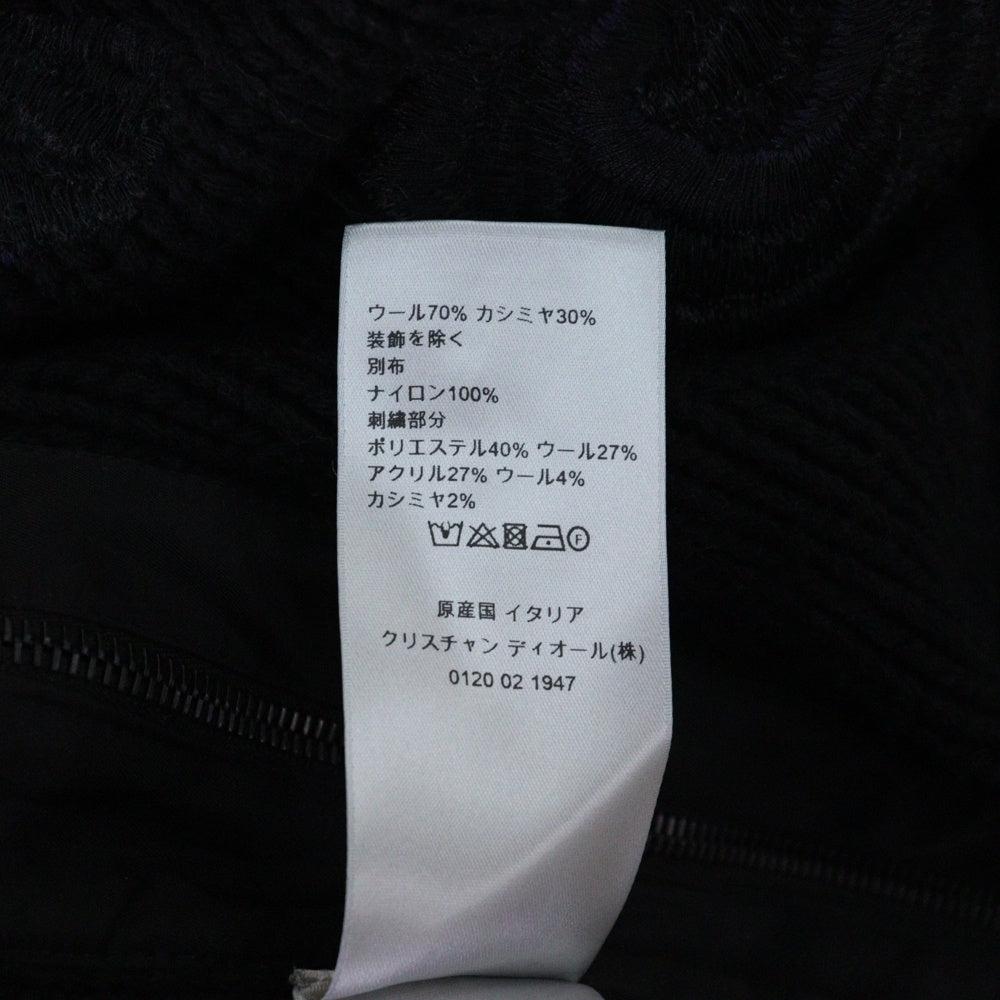 ウール70% カシミヤ30%
装飾を除く
別布
ナイロン100%
刺繍部分
ポリエステル40% ウール27%
アクリル27% ウール4%
カシミヤ2%
F
原産国 イタリア
クリスチャン ディオール(株)
0120 02 1947